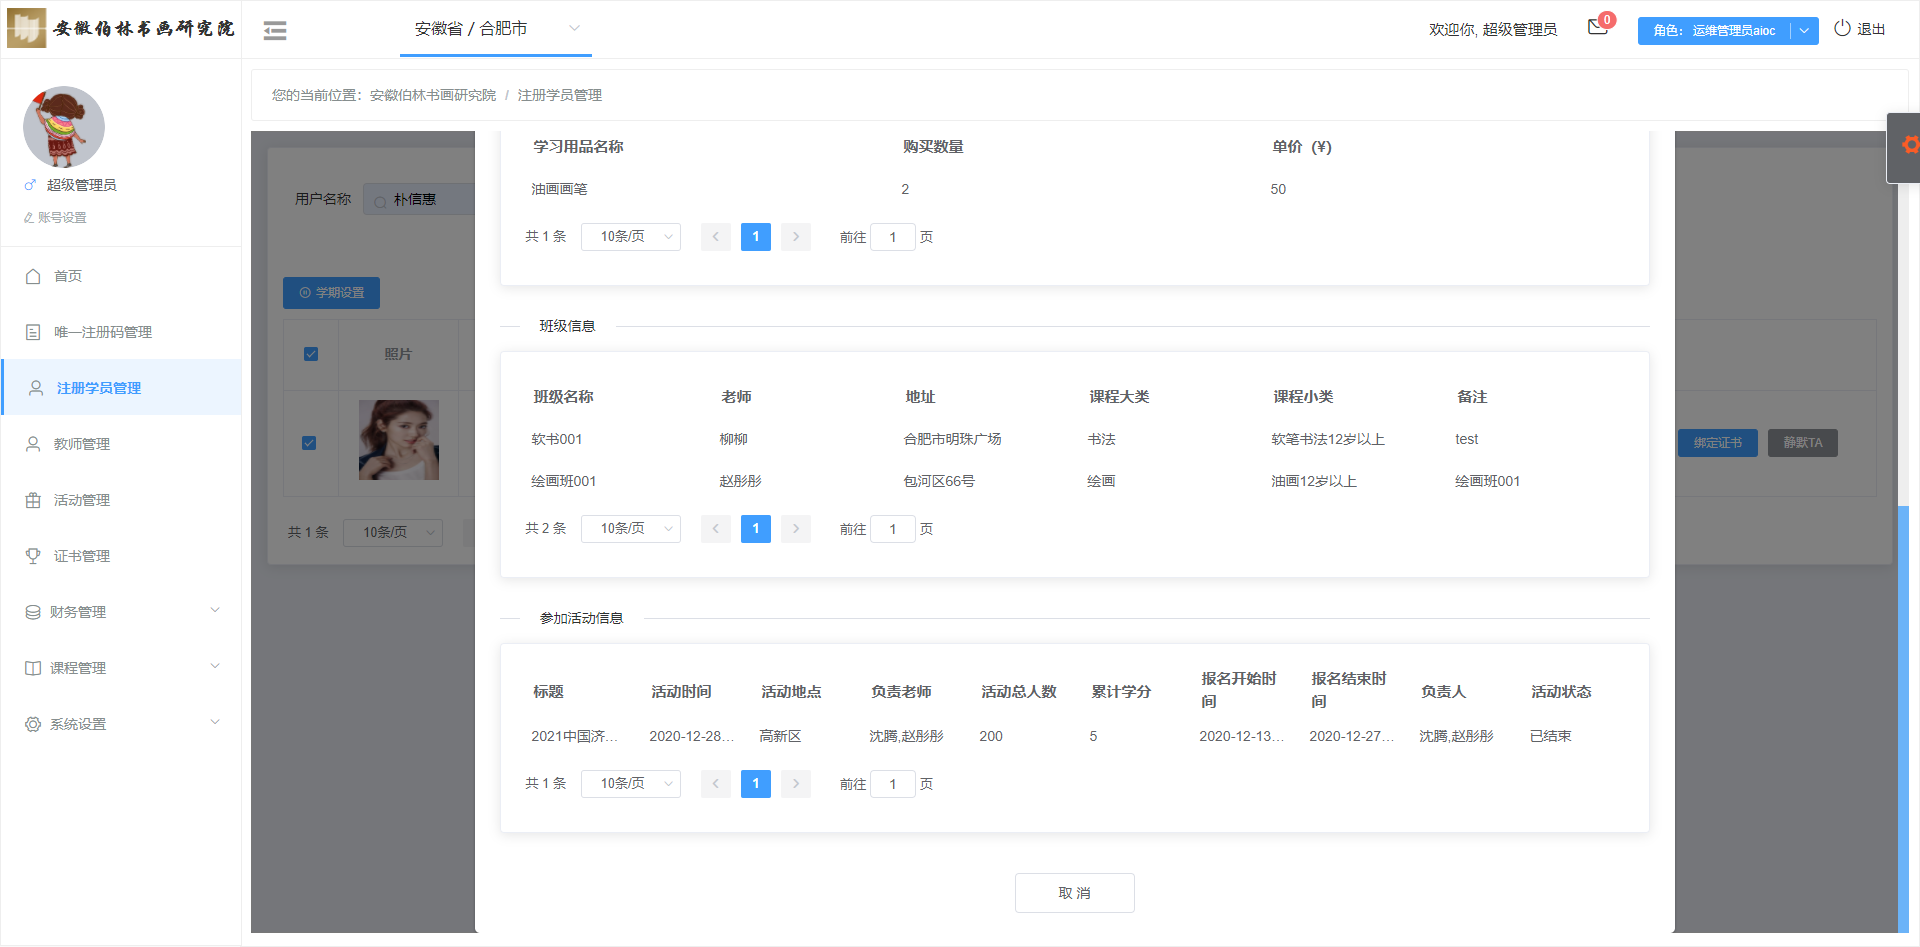 安徽伯林书画研究院
安徽省 / 合肥市
欢迎你, 超级管理员
0
角色： 运维管理员aioc
退出
超级管理员
账号设置
首页
唯一注册码管理
注册学员管理
教师管理
活动管理
证书管理
财务管理
课程管理
系统设置
您的当前位置：安徽伯林书画研究院 / 注册学员管理
用户名称 朴信惠
学期设置
照片
绑定证书 静默TA
共 1 条 10条/页
学习用品名称 购买数量 单价 (¥)
油画画笔 2 50
共 1 条 10条/页 1 前往 1 页
班级信息
班级名称 老师 地址 课程大类 课程小类 备注
软书001 柳柳 合肥市明珠广场 书法 软笔书法12岁以上 test
绘画班001 赵彤彤 包河区66号 绘画 油画12岁以上 绘画班001
共 2 条 10条/页 1 前往 1 页
参加活动信息
标题 活动时间 活动地点 负责老师 活动总人数 累计学分 报名开始时间 报名结束时间 负责人 活动状态
2021中国济... 2020-12-28... 高新区 沈腾,赵彤彤 200 5 2020-12-13... 2020-12-27... 沈腾,赵彤彤 已结束
共 1 条 10条/页 1 前往 1 页
取 消